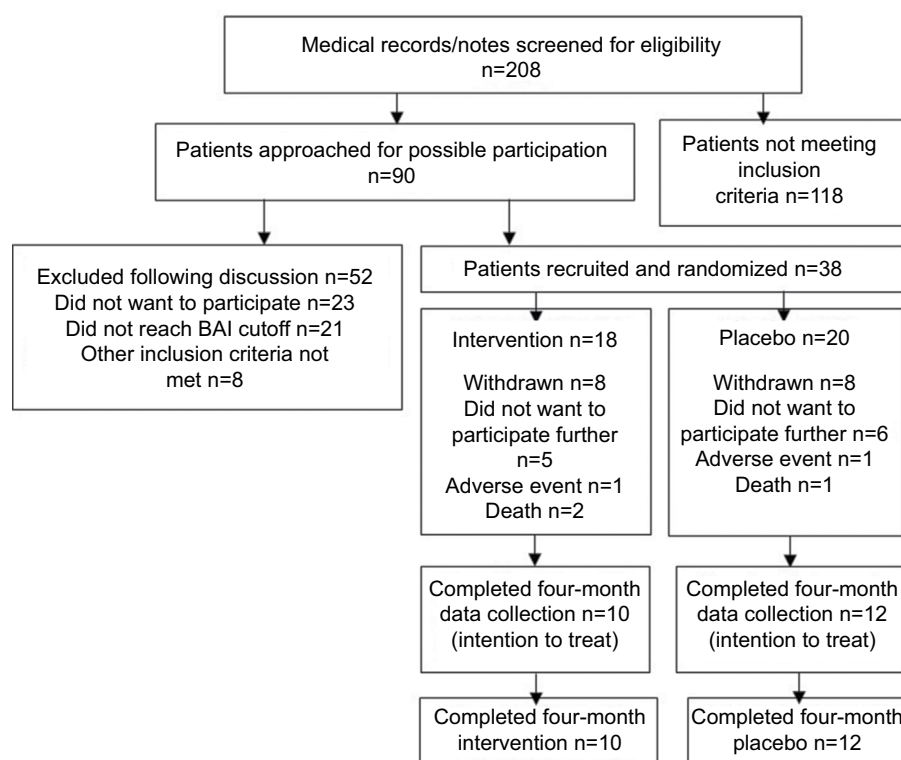 Medical records/notes screened for eligibility
n=208
Patients approached for possible participation
n=90
Patients not meeting
inclusion
criteria n=118
Excluded following discussion n=52
Did not want to participate n=23
Did not reach BAI cutoff n=21
Other inclusion criteria not
met n=8
Patients recruited and randomized n=38
Intervention n=18
Withdrawn n=8
Did not want to
participate further
n=5
Adverse event n=1
Death n=2
Placebo n=20
Withdrawn n=8
Did not want to
participate further n=6
Adverse event n=1
Death n=1
Completed four-month
data collection n=10
(intention to treat)
Completed four-month
data collection n=12
(intention to treat)
Completed four-month
intervention n=10
Completed four-month
placebo n=12